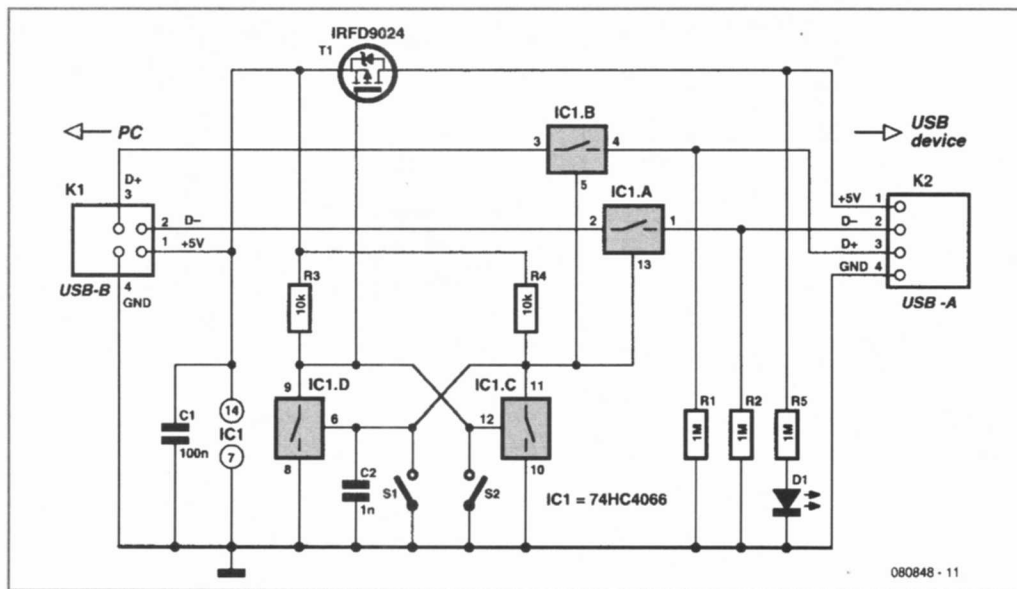 IRFD9024
T1
IC1.B
PC
USB
device
3
4
5
IC1.A
K1
D+
3
K2
2
D–
2
1
+5V
1
D–
2
1
+5V
13
D+
3
GND
4
USB-B
4
GND
R3
10k
R4
10k
USB -A
9
IC1.D
IC1.C
11
C1
100n
14
IC1
7
6
12
R1
1M
R2
1M
R5
1M
8
C2
1n
S1
S2
10
IC1 = 74HC4066
D1
080848 - 11